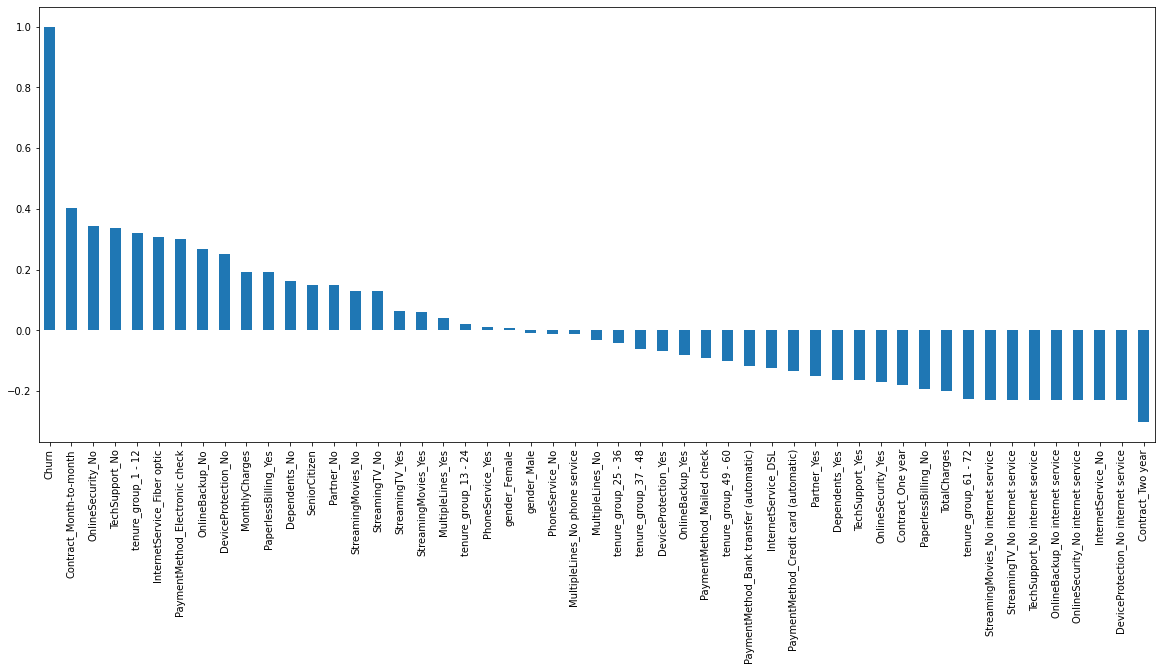 1.0
0.8
0.6
0.4
0.2
0.0
−0.2
Churn
Contract_Month-to-month
OnlineSecurity_No
TechSupport_No
tenure_group_1 - 12
InternetService_Fiber optic
PaymentMethod_Electronic check
OnlineBackup_No
DeviceProtection_No
MonthlyCharges
PaperlessBilling_Yes
Dependents_No
SeniorCitizen
Partner_No
StreamingMovies_No
StreamingTV_No
StreamingTV_Yes
StreamingMovies_Yes
MultipleLines_Yes
tenure_group_13 - 24
PhoneService_Yes
gender_Female
gender_Male
PhoneService_No
MultipleLines_No phone service
MultipleLines_No
tenure_group_25 - 36
tenure_group_37 - 48
DeviceProtection_Yes
OnlineBackup_Yes
PaymentMethod_Mailed check
tenure_group_49 - 60
PaymentMethod_Bank transfer (automatic)
InternetService_DSL
PaymentMethod_Credit card (automatic)
Partner_Yes
Dependents_Yes
TechSupport_Yes
OnlineSecurity_Yes
Contract_One year
PaperlessBilling_No
TotalCharges
tenure_group_61 - 72
StreamingMovies_No internet service
StreamingTV_No internet service
TechSupport_No internet service
OnlineBackup_No internet service
OnlineSecurity_No internet service
InternetService_No
DeviceProtection_No internet service
Contract_Two year